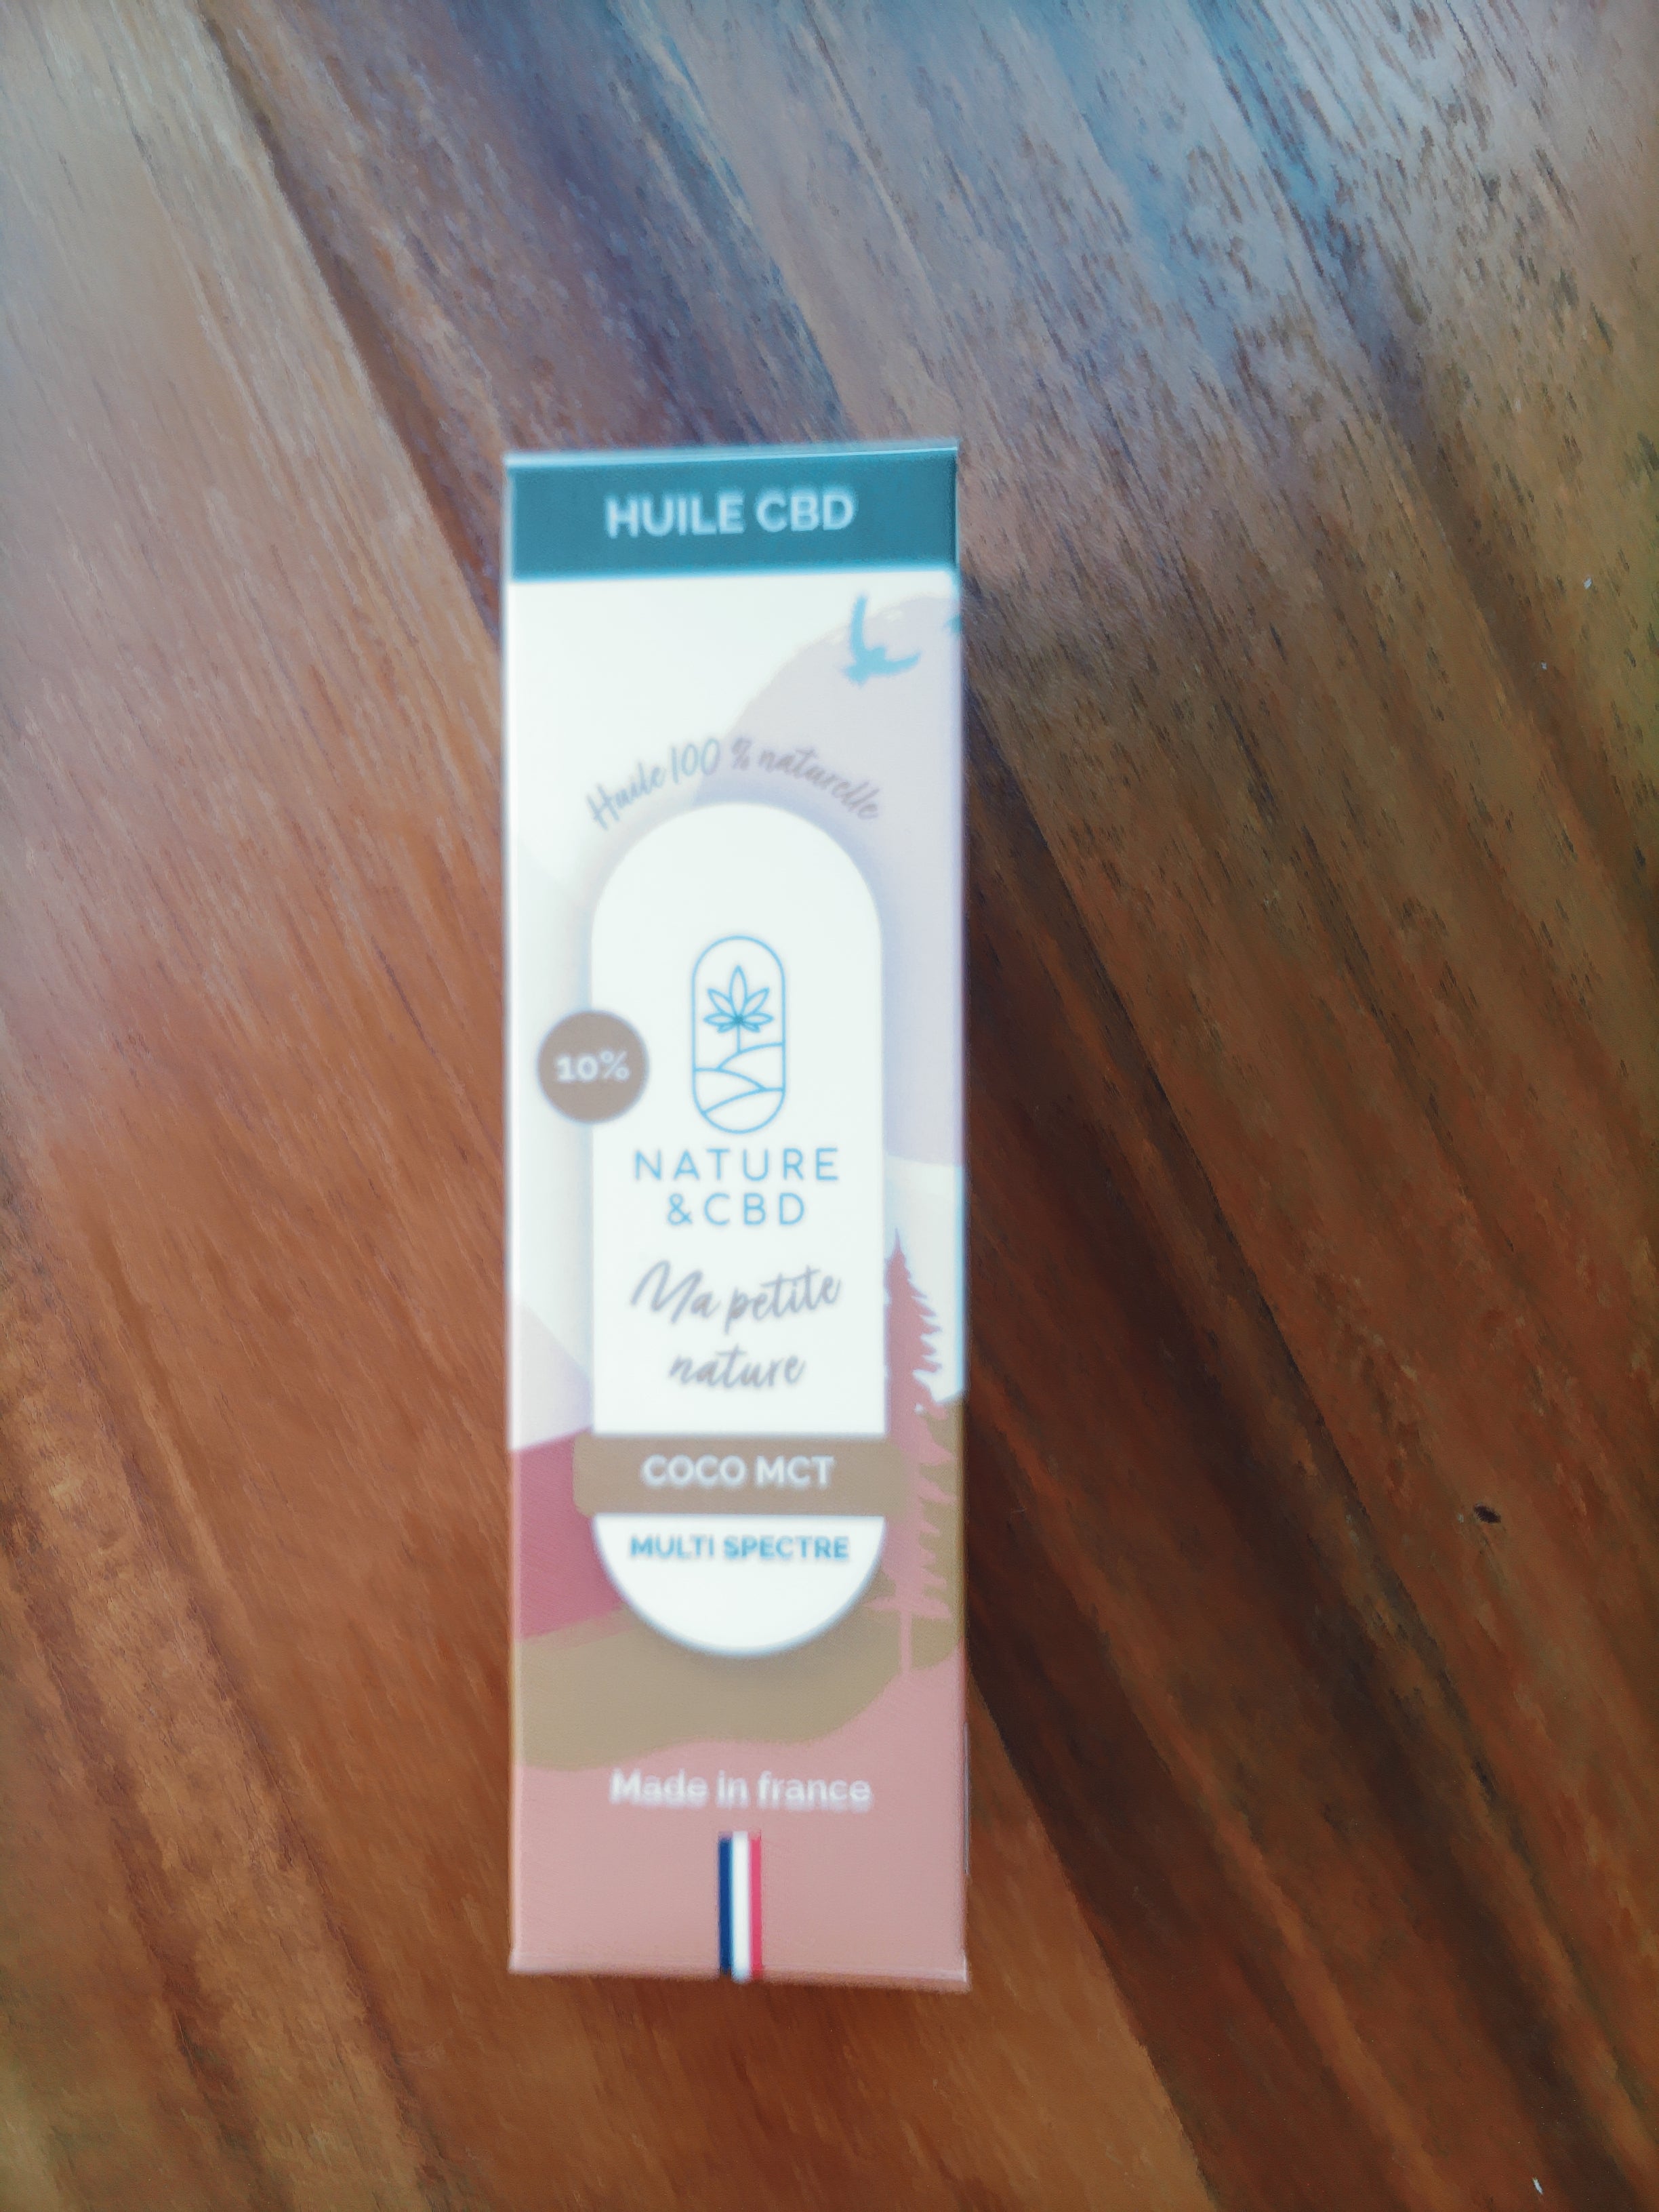 HUILE CBD
Huile 100 % naturelle
10%
NATURE
&CBD
Ma petite
nature
COCO MCT
MULTI SPECTRE
Made in france